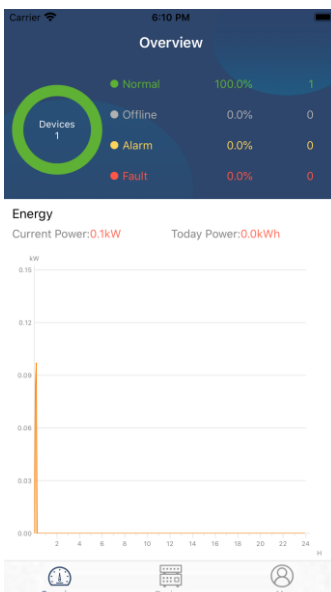 Carrier 6:10 PM
Overview
Devices
1
Normal 100.0% 1
Offline 0.0% 0
Alarm 0.0% 0
Fault 0.0% 0
Energy
Current Power:0.1kW Today Power:0.0kWh
kW
0.15
0.12
0.09
0.06
0.03
0.00
2 4 6 8 10 12 14 16 18 20 22 24
H